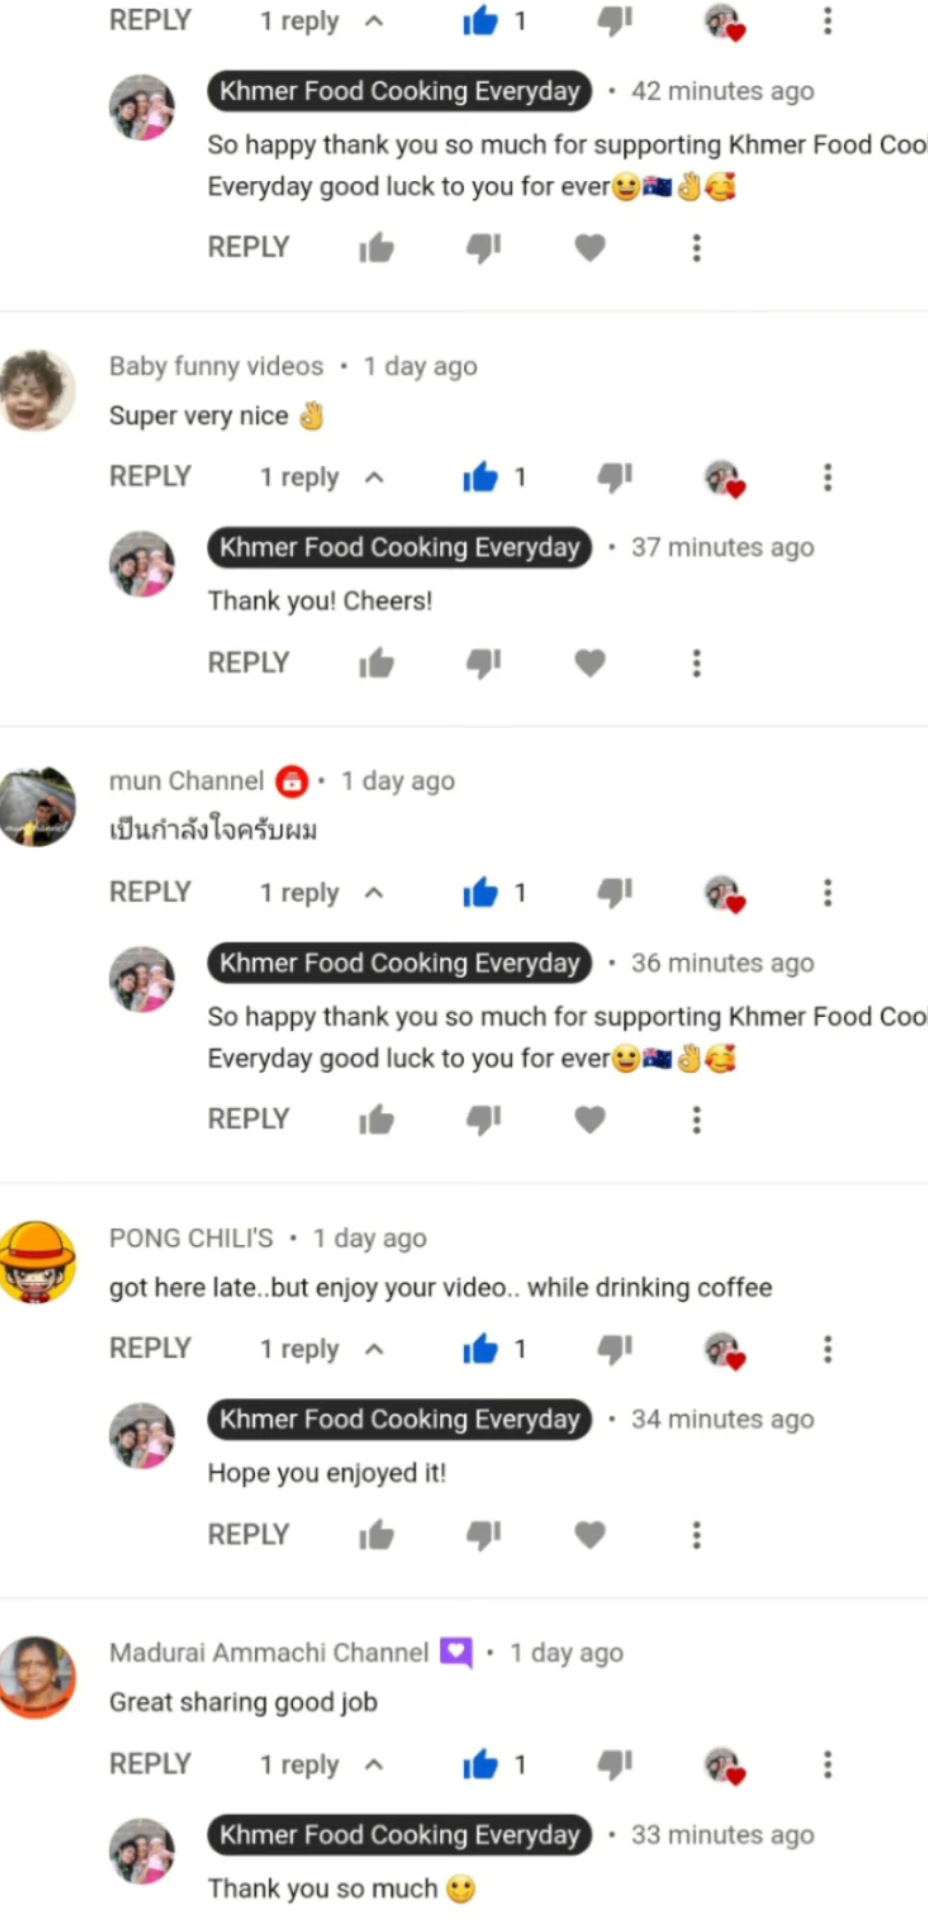 REPLY 1 reply 1
Khmer Food Cooking Everyday • 42 minutes ago
So happy thank you so much for supporting Khmer Food Coo
Everyday good luck to you for ever😀🇦🇺👌🥰
REPLY
Baby funny videos • 1 day ago
Super very nice 👌
REPLY 1 reply 1
Khmer Food Cooking Everyday • 37 minutes ago
Thank you! Cheers!
REPLY
mun Channel • 1 day ago
เป็นกำลังใจครับผม
REPLY 1 reply 1
Khmer Food Cooking Everyday • 36 minutes ago
So happy thank you so much for supporting Khmer Food Coo
Everyday good luck to you for ever😀🇦🇺👌🥰
REPLY
PONG CHILI'S • 1 day ago
got here late..but enjoy your video.. while drinking coffee
REPLY 1 reply 1
Khmer Food Cooking Everyday • 34 minutes ago
Hope you enjoyed it!
REPLY
Madurai Ammachi Channel • 1 day ago
Great sharing good job
REPLY 1 reply 1
Khmer Food Cooking Everyday • 33 minutes ago
Thank you so much 🙂